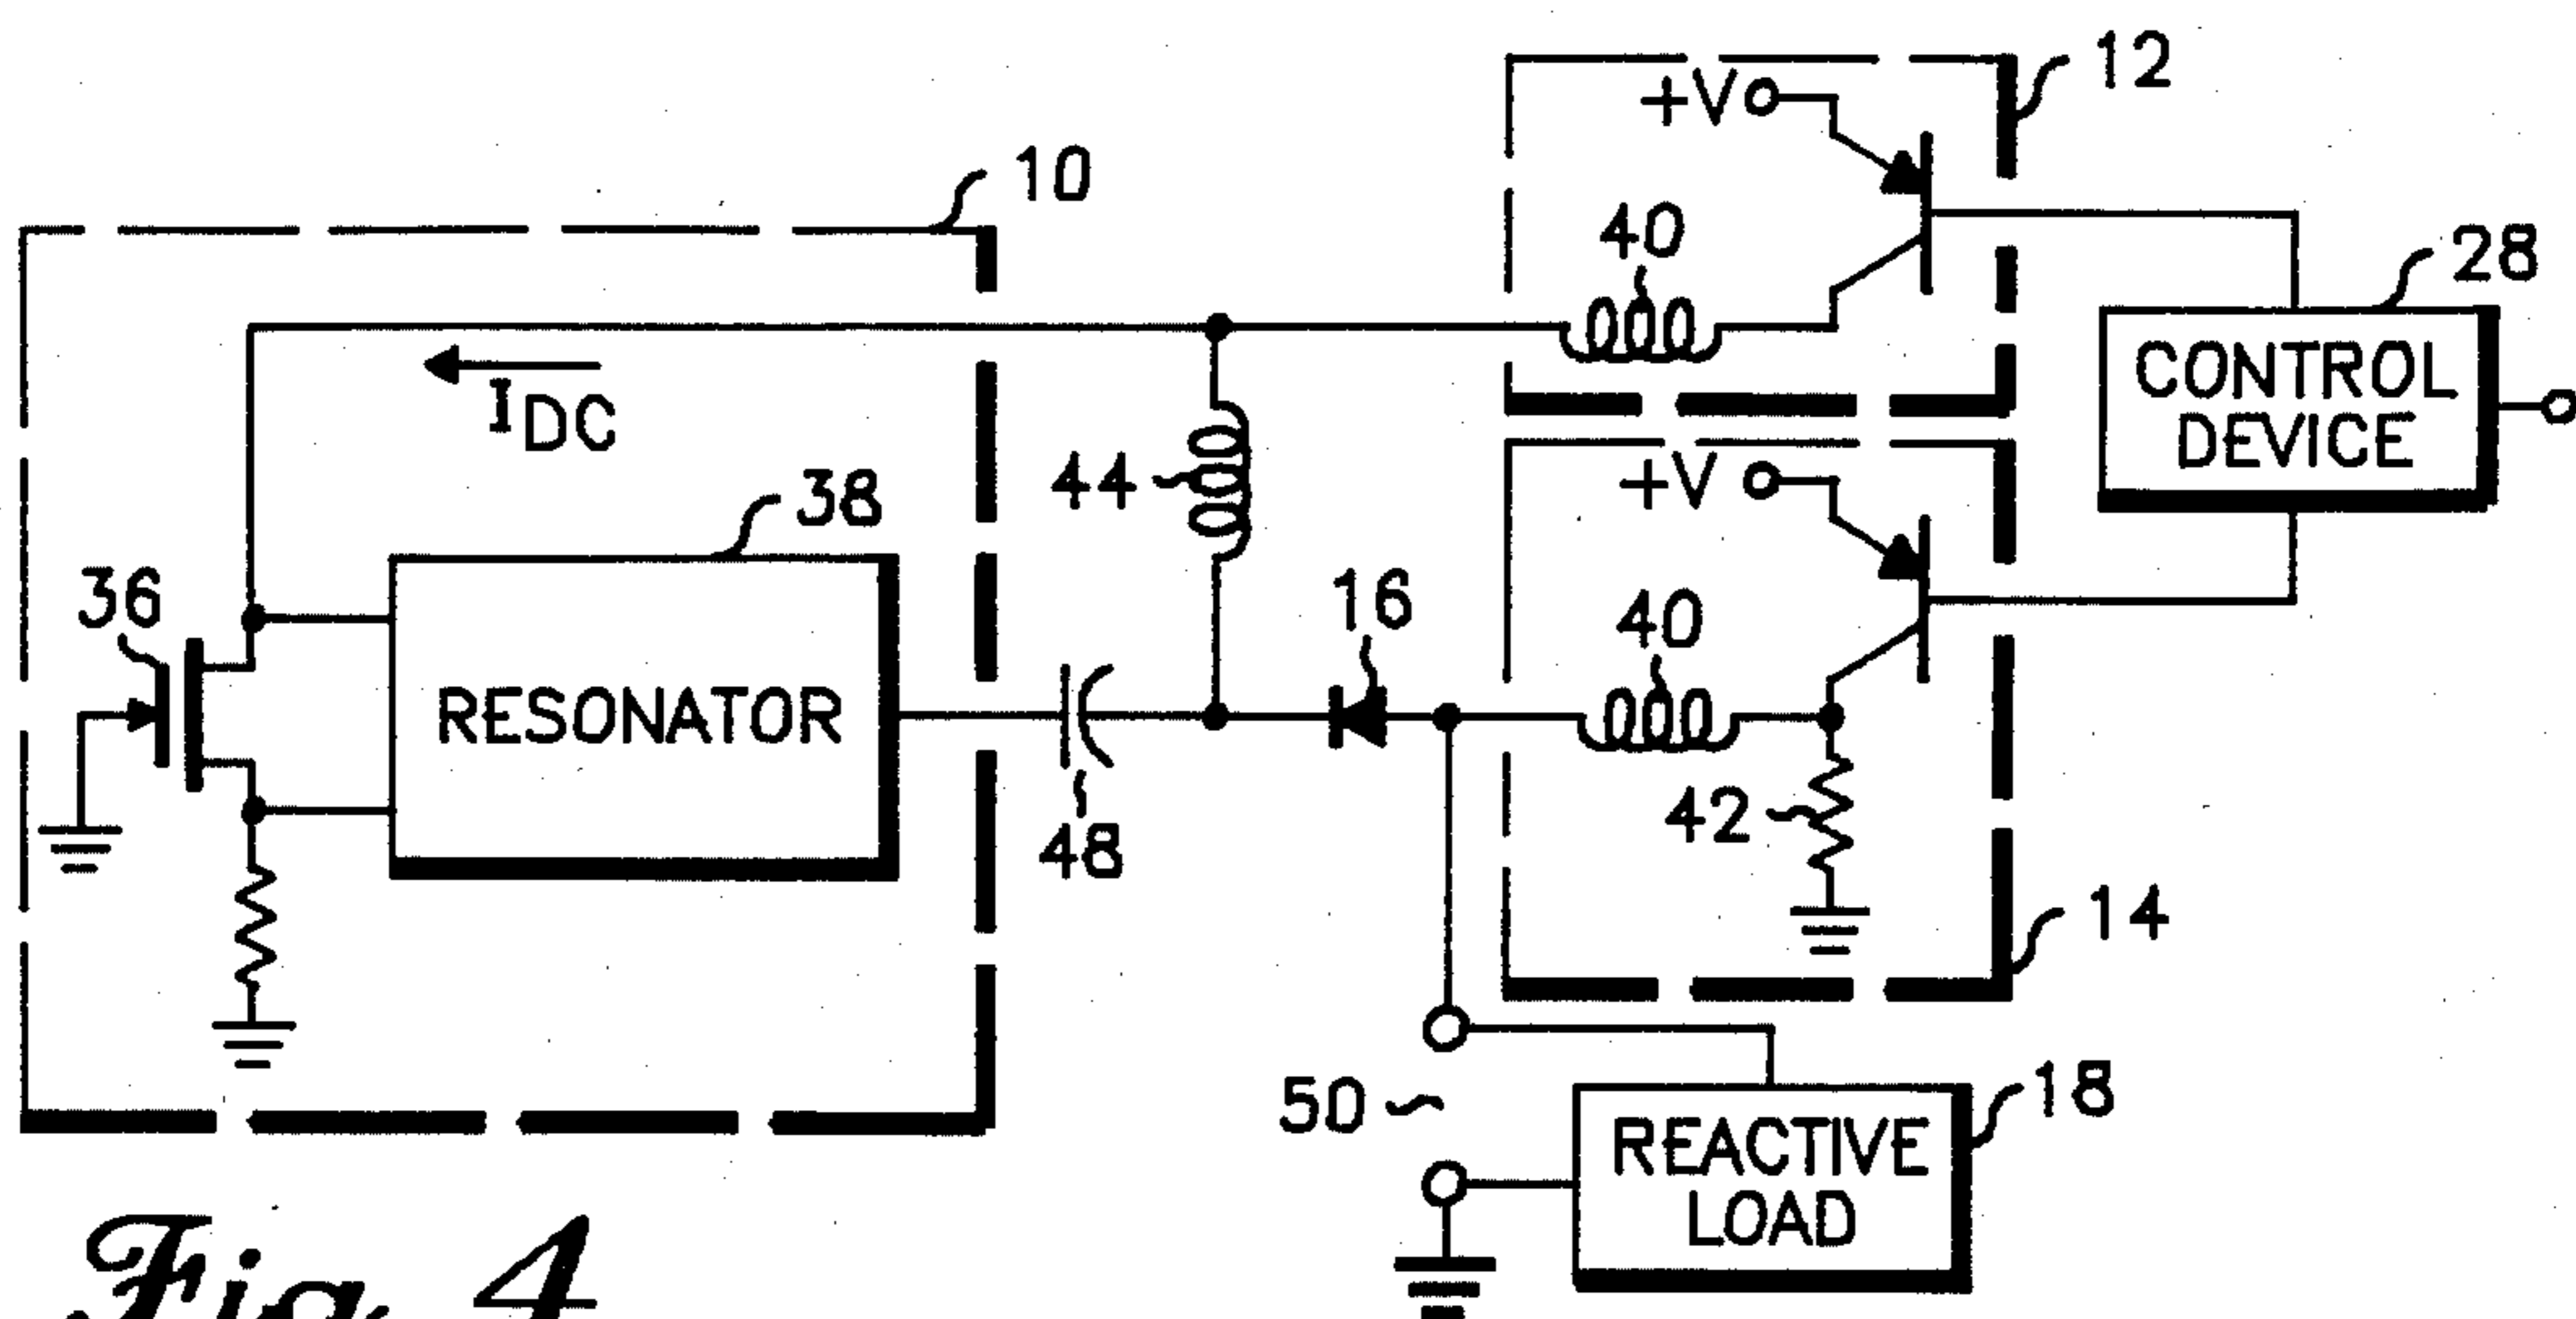 12
+V
10
40
28
CONTROL
DEVICE
I DC
44
+V
38
36
16
40
RESONATOR
42
48
14
50
18
REACTIVE
LOAD
Fig. 4